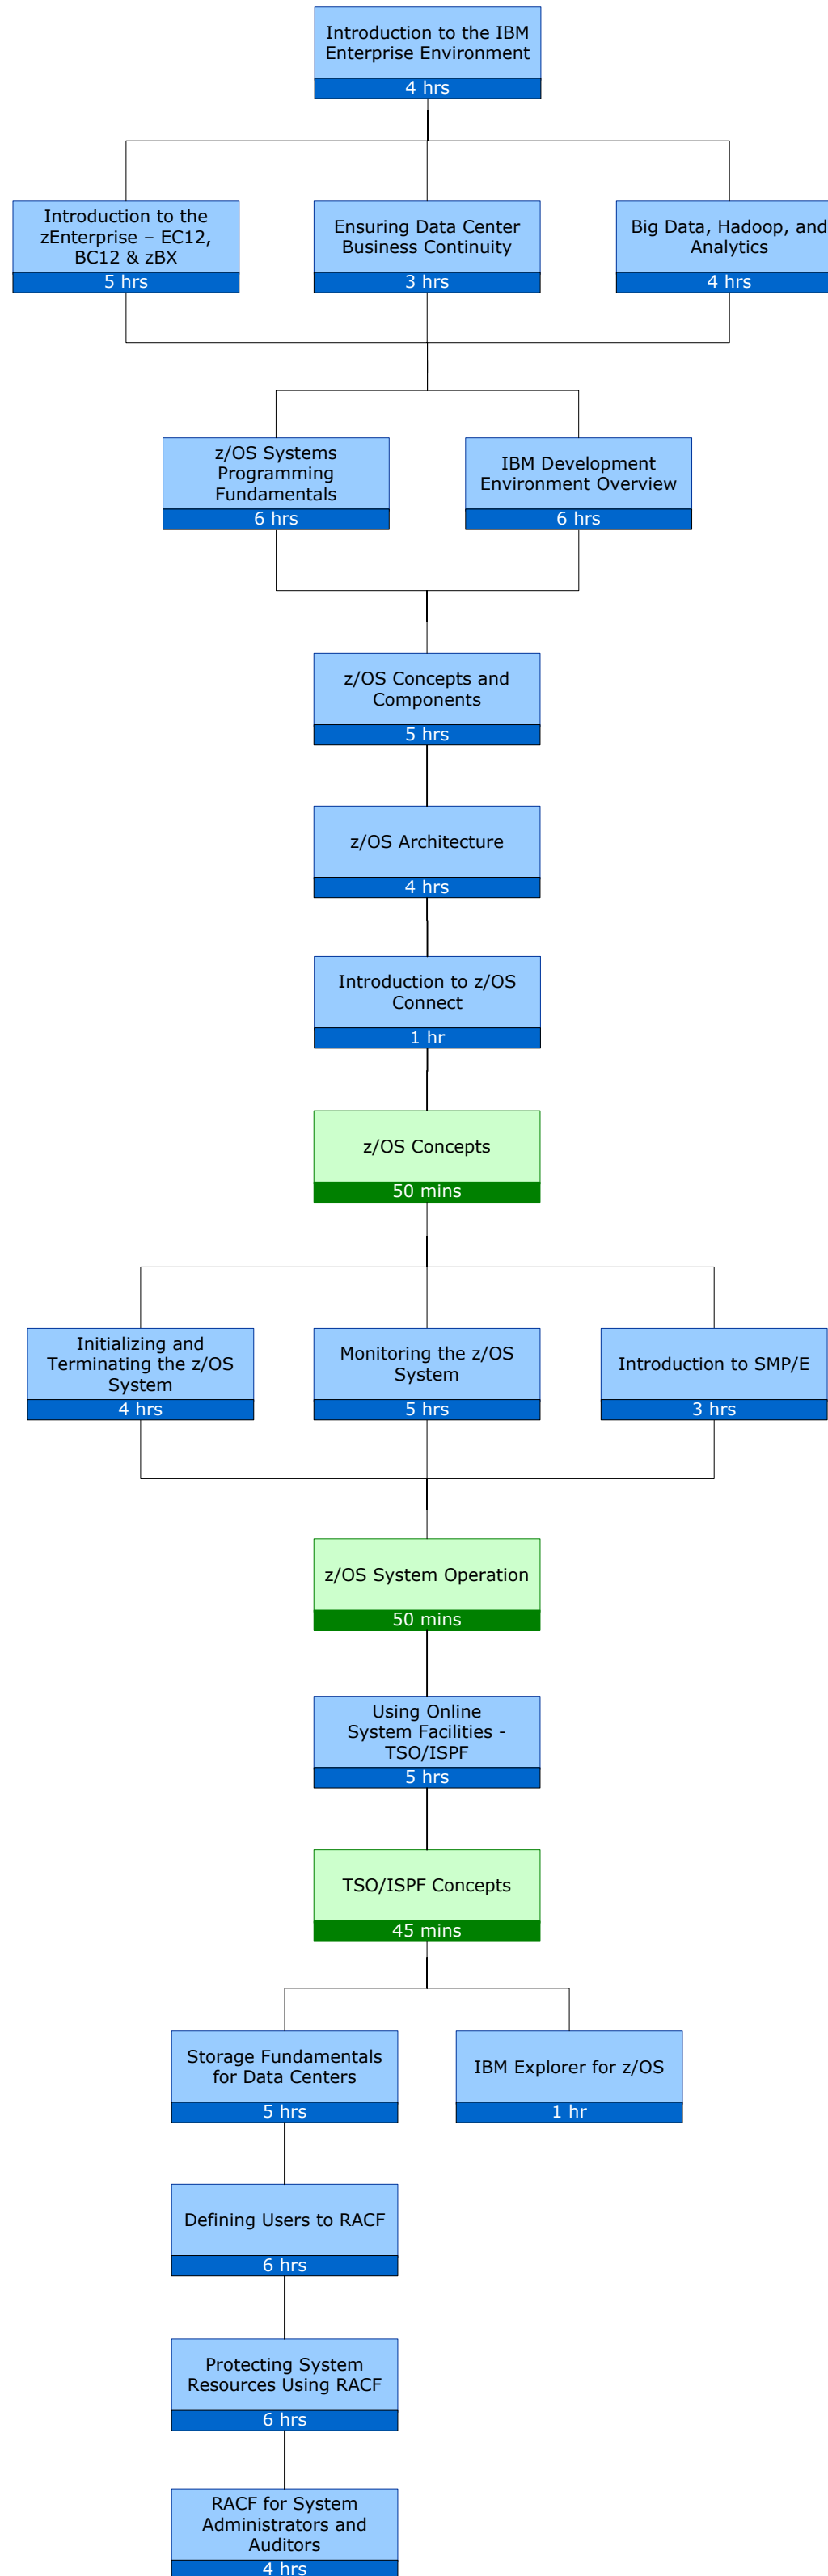 Introduction to the IBM
Enterprise Environment
4 hrs
Introduction to the
zEnterprise – EC12,
BC12 & zBX
5 hrs
Ensuring Data Center
Business Continuity
3 hrs
Big Data, Hadoop, and
Analytics
4 hrs
z/OS Systems
Programming
Fundamentals
6 hrs
IBM Development
Environment Overview
6 hrs
z/OS Concepts and
Components
5 hrs
z/OS Architecture
4 hrs
Introduction to z/OS
Connect
1 hr
z/OS Concepts
50 mins
Initializing and
Terminating the z/OS
System
4 hrs
Monitoring the z/OS
System
5 hrs
Introduction to SMP/E
3 hrs
z/OS System Operation
50 mins
Using Online
System Facilities -
TSO/ISPF
5 hrs
TSO/ISPF Concepts
45 mins
Storage Fundamentals
for Data Centers
5 hrs
IBM Explorer for z/OS
1 hr
Defining Users to RACF
6 hrs
Protecting System
Resources Using RACF
6 hrs
RACF for System
Administrators and
Auditors
4 hrs